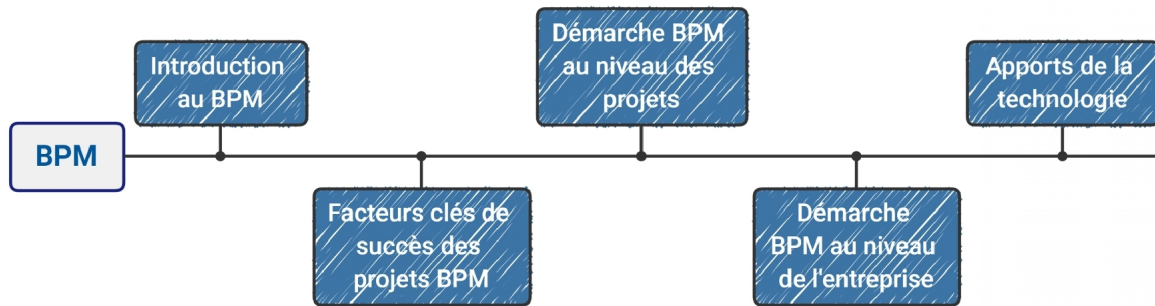 BPM
Introduction
au BPM
Facteurs clés de
succès des
projets BPM
Démarche BPM
au niveau des
projets
Démarche
BPM au niveau
de l'entreprise
Apports de la
technologie